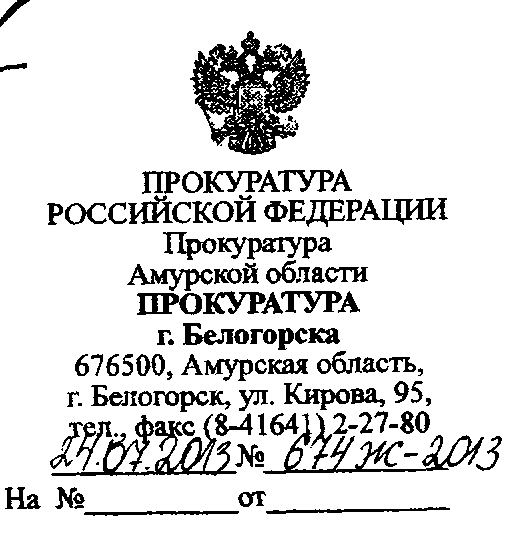 ПРОКУРАТУРА
РОССИЙСКОЙ ФЕДЕРАЦИИ
Прокуратура
Амурской области
ПРОКУРАТУРА
г. Белогорска
676500, Амурская область,
г. Белогорск, ул. Кирова, 95,
тел., факс (8-41641) 2-27-80
24.07.2013 № 674ж-2013
На № от